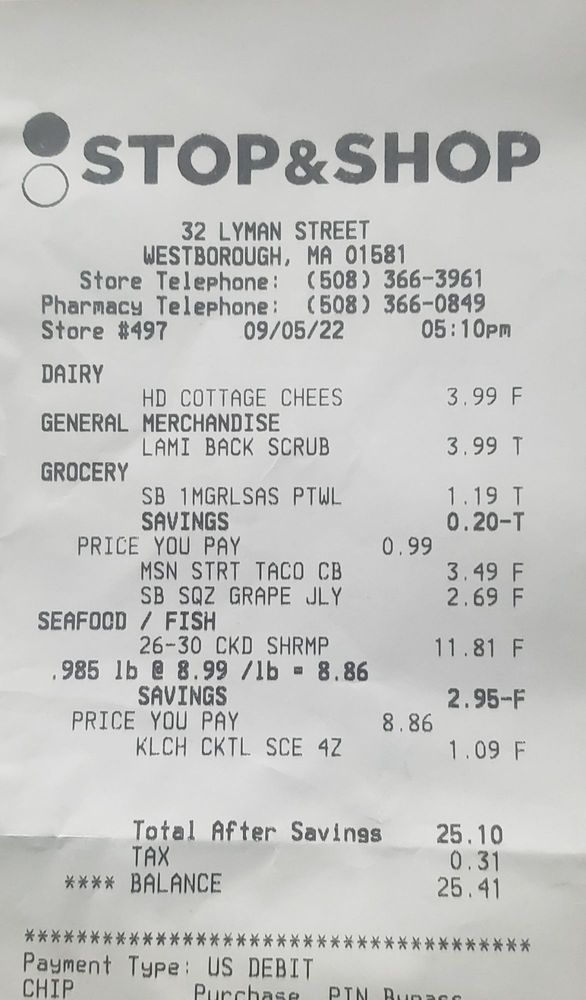 STOP&SHOP
32 LYMAN STREET
WESTBOROUGH, MA 01581
Store Telephone: (508) 366-3961
Pharmacy Telephone: (508) 366-0849
Store #497 09/05/22 05:10pm
DAIRY
HD COTTAGE CHEES 3.99 F
GENERAL MERCHANDISE
LAMI BACK SCRUB 3.99 T
GROCERY
SB 1MGRLSAS PTWL 1.19 T
SAVINGS 0.20-T
PRICE YOU PAY 0.99
MSN STRT TACO CB 3.49 F
SB SQZ GRAPE JLY 2.69 F
SEAFOOD / FISH
26-30 CKD SHRMP 11.81 F
.985 lb @ 8.99 /lb = 8.86
SAVINGS 2.95-F
PRICE YOU PAY 8.86
KLCH CKTL SCE 4Z 1.09 F
Total After Savings 25.10
TAX 0.31
**** BALANCE 25.41
***************************************
Payment Type: US DEBIT
CHIP Purchase PIN Bypass